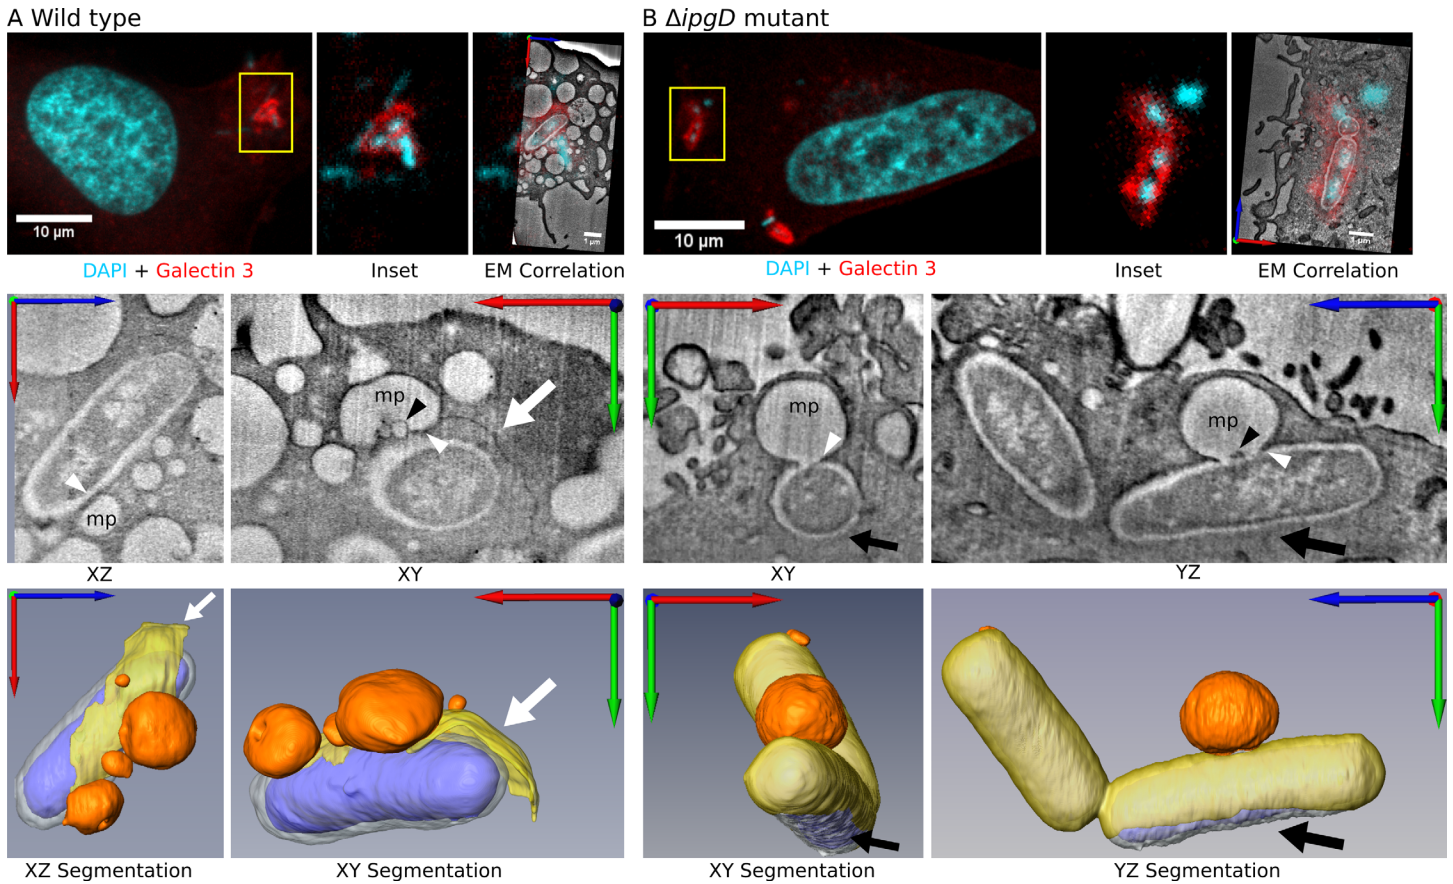 A Wild type
B ΔipgD mutant
10 µm
1 µm
10 µm
1 µm
DAPI + Galectin 3
Inset
EM Correlation
DAPI + Galectin 3
Inset
EM Correlation
mp
mp
mp
mp
XZ
XY
XY
YZ
XZ Segmentation
XY Segmentation
XY Segmentation
YZ Segmentation